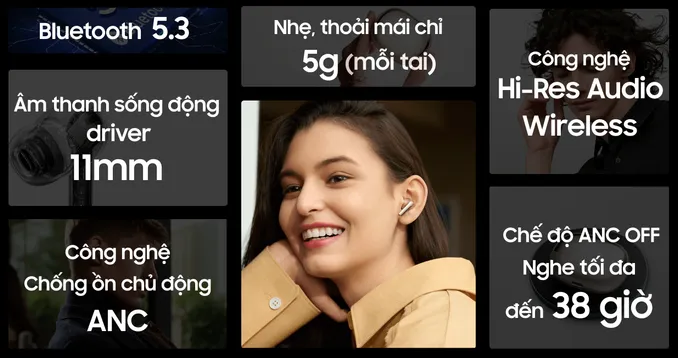 Bluetooth 5.3
Âm thanh sống động
driver
11mm
Công nghệ
Chống ồn chủ động
ANC
Nhẹ, thoải mái chỉ
5g (mỗi tai)
Công nghệ
Hi-Res Audio
Wireless
Chế độ ANC OFF
Nghe tối đa
đến 38 giờ